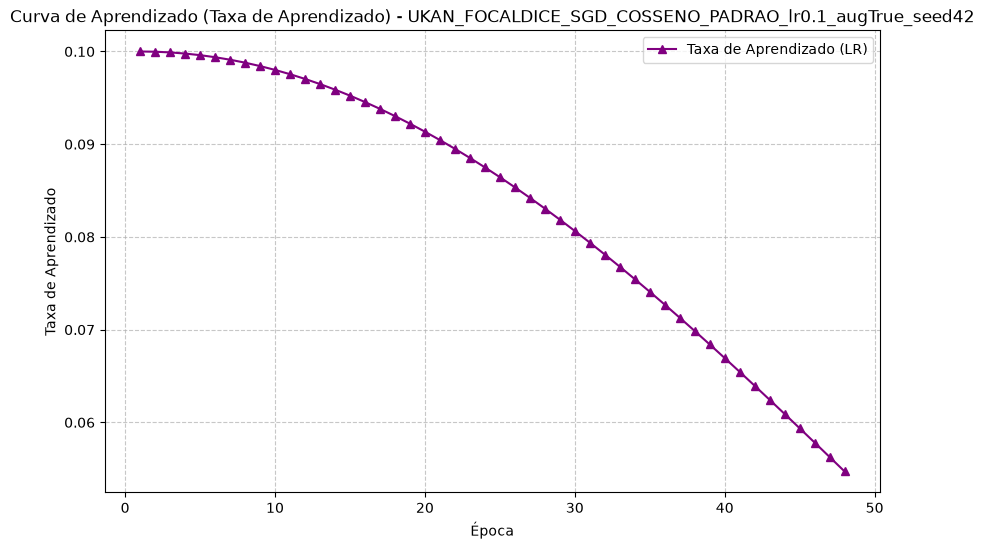 Curva de Aprendizado (Taxa de Aprendizado) - UKAN_FOCALDICE_SGD_COSSENO_PADRAO_lr0.1_augTrue_seed42
Taxa de Aprendizado (LR)
0.10
0.09
0.08
0.07
0.06
Taxa de Aprendizado
0 10 20 30 40 50
Época